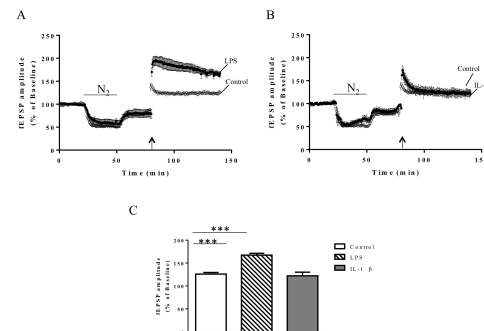 A
fEPSP amplitude
(% of Baseline)
200
150
100
50
0
N2
LPS
Control
0
50
100
150
Time (min)
B
fEPSP amplitude
(% of Baseline)
200
150
100
50
0
N2
Control
IL-
0
50
100
15
Time (min)
C
fEPSP amplitude
(% of Baseline)
200
150
100
50
0
***
***
Control
LPS
IL-1 β